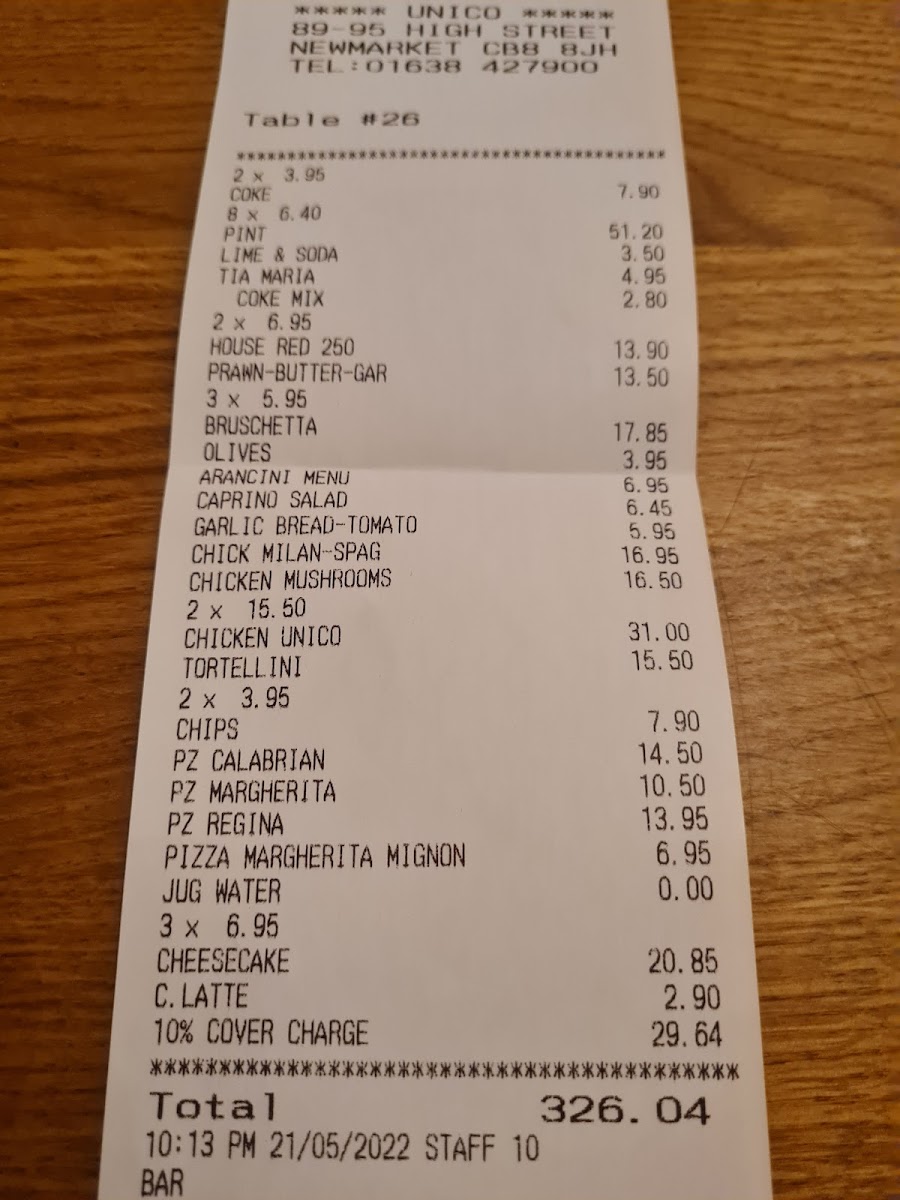 ***** UNICO *****
89-95 HIGH STREET
NEWMARKET CB8 8JH
TEL:01638 427900
Table #26
******************************************
2 x 3.95
COKE 7.90
8 x 6.40
PINT 51.20
LIME & SODA 3.50
TIA MARIA 4.95
COKE MIX 2.80
2 x 6.95
HOUSE RED 250 13.90
PRAWN-BUTTER-GAR 13.50
3 x 5.95
BRUSCHETTA 17.85
OLIVES 3.95
ARANCINI MENU 6.95
CAPRINO SALAD 6.45
GARLIC BREAD-TOMATO 5.95
CHICK MILAN-SPAG 16.95
CHICKEN MUSHROOMS 16.50
2 x 15.50
CHICKEN UNICO 31.00
TORTELLINI 15.50
2 x 3.95
CHIPS 7.90
PZ CALABRIAN 14.50
PZ MARGHERITA 10.50
PZ REGINA 13.95
PIZZA MARGHERITA MIGNON 6.95
JUG WATER 0.00
3 x 6.95
CHEESECAKE 20.85
C.LATTE 2.90
10% COVER CHARGE 29.64
******************************************
Total 326.04
10:13 PM 21/05/2022 STAFF 10
BAR